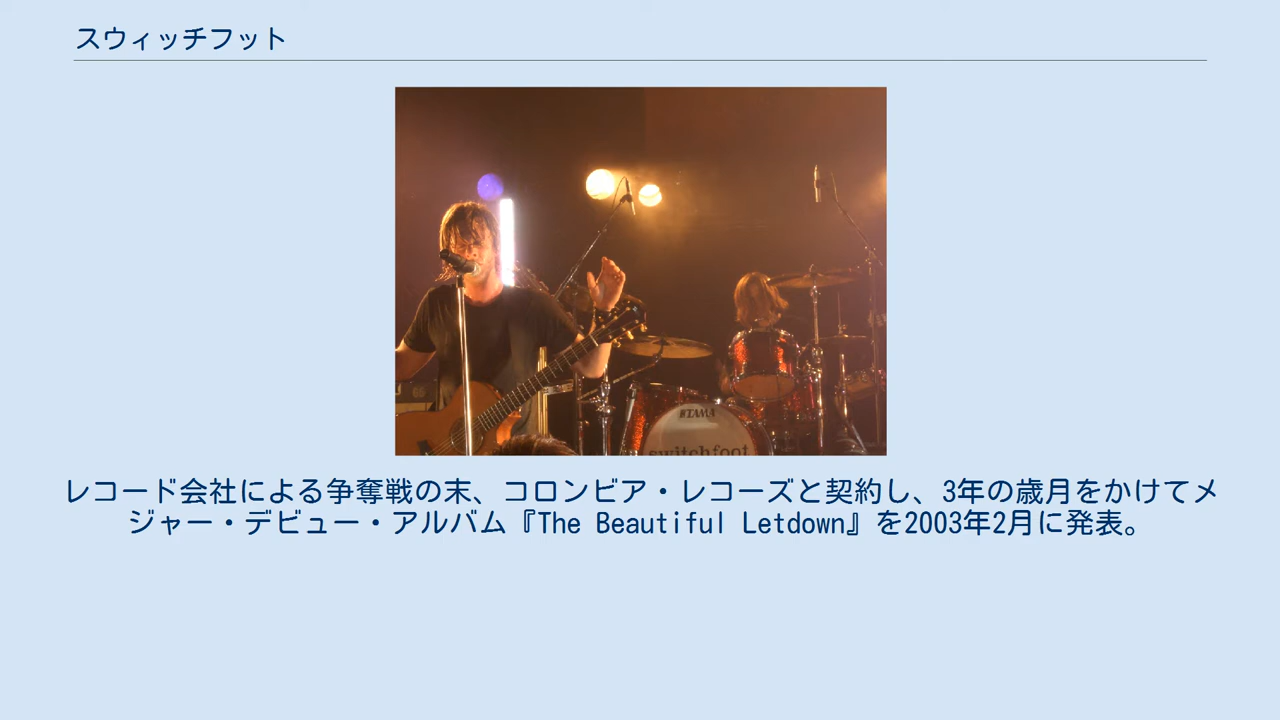 スウィッチフット
TAMA
switchfoot
レコード会社による争奪戦の末、コロンビア・レコーズと契約し、3年の歳月をかけてメ
ジャー・デビュー・アルバム『The Beautiful Letdown』を2003年2月に発表。